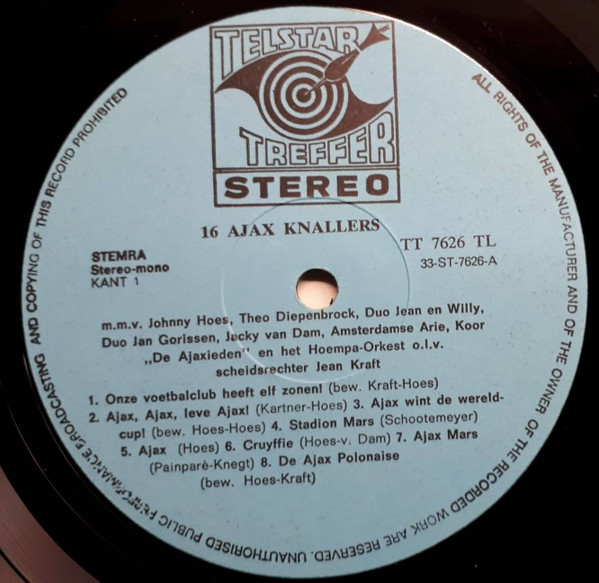 TELSTAR
TREFFER
STEREO
16 AJAX KNALLERS
TT 7626 TL
33-ST-7626-A
STEMRA
Stereo-mono
KANT 1
m.m.v. Johnny Hoes, Theo Diepenbrock, Duo Jean en Willy,
Duo Jan Gorissen, Jacky van Dam, Amsterdamse Arie, Koor
„De Ajaxieden" en het Hoempa-Orkest o.l.v.
scheidsrechter Jean Kraft
1. Onze voetbalclub heeft elf zonen! (bew. Kraft-Hoes)
2. Ajax, Ajax, leve Ajax! (Kartner-Hoes) 3. Ajax wint de wereld-
cup! (bew. Hoes-Hoes) 4. Stadion Mars (Schootemeyer)
5. Ajax (Hoes) 6. Cruyffie (Hoes-v. Dam) 7. Ajax Mars
(Painparè-Knegt) 8. De Ajax Polonaise
(bew. Hoes-Kraft)
ALL RIGHTS OF THE MANUFACTURER AND OF THE OWNER OF THE RECORDED WORK ARE RESERVED. UNAUTHORISED PUBLIC PERFORMANCE BROADCASTING AND COPYING OF THIS RECORD PROHIBITED